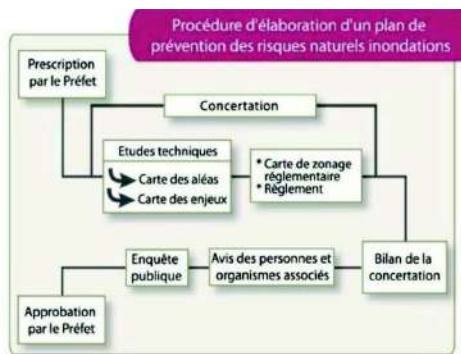 Procédure d'élaboration d'un plan de
prévention des risques naturels inondations
Prescription
par le Préfet
Concertation
Etudes techniques
Carte des aléas
Carte des enjeux
* Carte de zonage
réglementaire
* Règlement
Bilan de la
concertation
Avis des personnes et
organismes associés
Enquête
publique
Approbation
par le Préfet